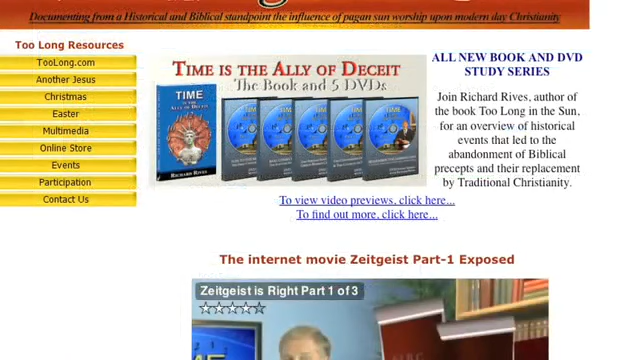 Documenting from a Historical and Biblical standpoint the influence of pagan sun worship upon modern day Christianity
Too Long Resources
TooLong.com
Another Jesus
Christmas
Easter
Multimedia
Online Store
Events
Participation
Contact Us
TIME IS THE ALLY OF DECEIT
The Book and 5 DVDs
TIME
IS THE ALLY OF DECEIT
RICHARD RIVES
ALL NEW BOOK AND DVD
STUDY SERIES
Join Richard Rives, author of
the book Too Long in the Sun,
for an overview of historical
events that led to the
abandonment of Biblical
precepts and their replacement
by Traditional Christianity.
To view video previews, click here...
To find out more, click here...
The internet movie Zeitgeist Part-1 Exposed
Zeitgeist is Right Part 1 of 3